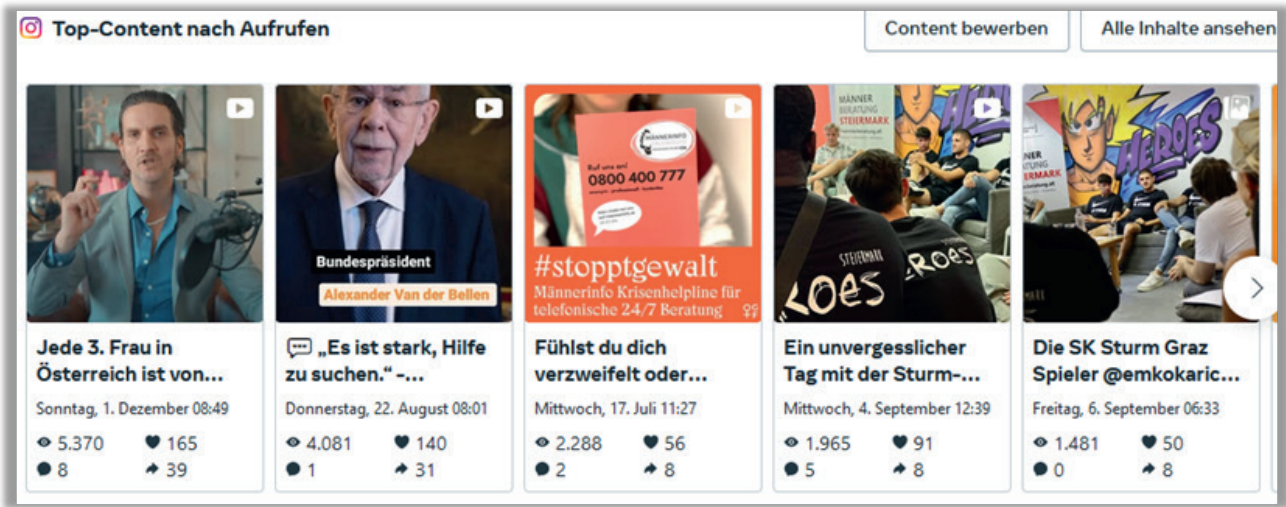 Top-Content nach Aufrufen
Content bewerben
Alle Inhalte ansehen
Bundespräsident
Alexander Van der Bellen
MÄNNERINFO
Ruf uns an!
0800 400 777
#stopptgewalt
Männerinfo Krisenhelpline für
telefonische 24/7 Beratung
MÄNNER
BERATUNG
STEIERMARK
STEIERMARK
HEROES
Jede 3. Frau in
Österreich ist von...
Sonntag, 1. Dezember 08:49
5.370 165
8 39
„Es ist stark, Hilfe
zu suchen.“ -...
Donnerstag, 22. August 08:01
4.081 140
1 31
Fühlst du dich
verzweifelt oder...
Mittwoch, 17. Juli 11:27
2.288 56
2 8
Ein unvergesslicher
Tag mit der Sturm-...
Mittwoch, 4. September 12:39
1.965 91
5 8
Die SK Sturm Graz
Spieler @emkokaric...
Freitag, 6. September 06:33
1.481 50
0 8